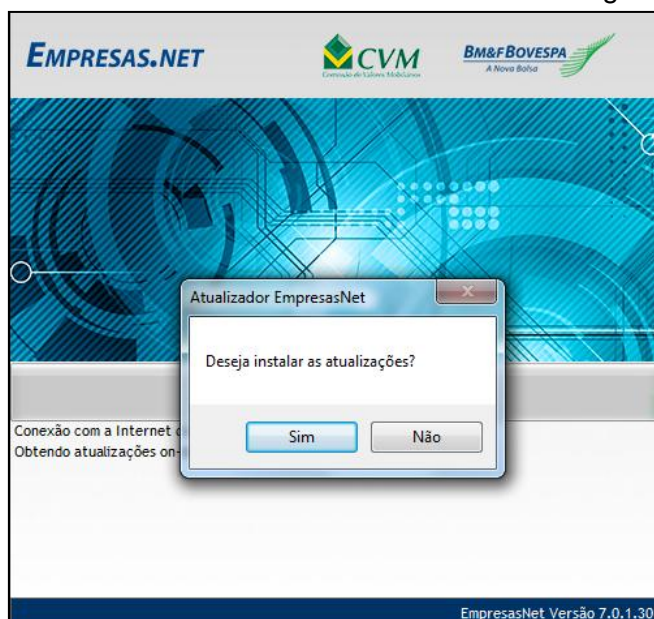 EMPRESAS.NET
CVM
Comissão de Valores Mobiliários
BM&FBOVESPA
A Nova Bolsa
Atualizador EmpresasNet
Deseja instalar as atualizações?
Sim
Não
Conexão com a Internet
Obtendo atualizações on-
EmpresasNet Versão 7.0.1.30